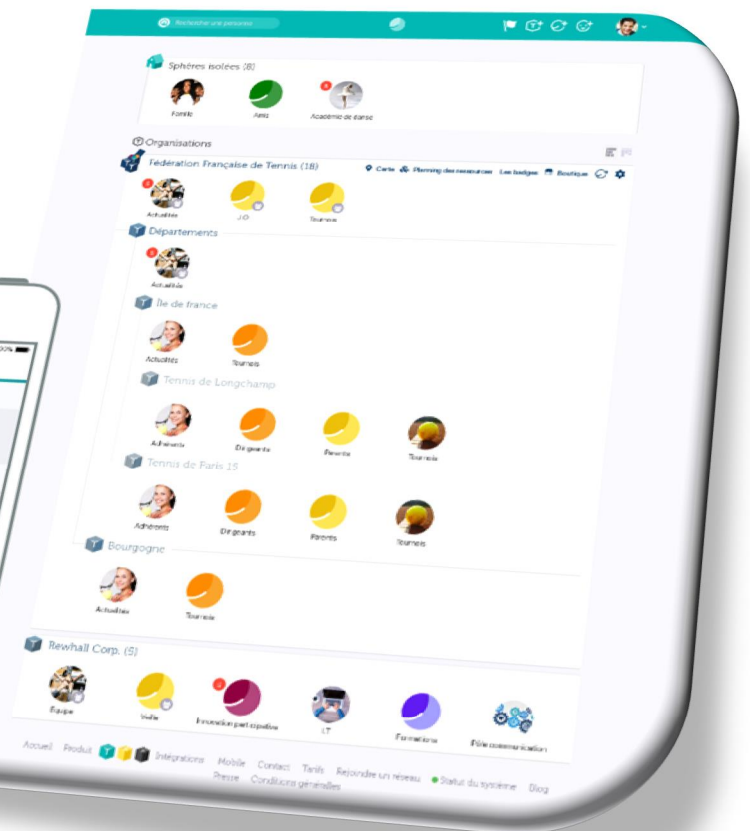 Rechercher une personne
Sphères isolées (8)
Famille Amis Académie de danse
Organisations
Fédération Française de Tennis (18) Carte Planning des ressources Les badges Boutique
Actualités J.O. Tournois
Départements
Actualités
Île de france
Actualités Tournois
Tennis de Longchamp
Adhérents Dirigeants Parents Tournois
Tennis de Paris 15
Adhérents Dirigeants Parents Tournois
Bourgogne
Actualités Tournois
Rewhall Corp. (5)
Équipe Veille Innovation participative I.T Formations Pôle communication
Accueil Produit Intégrations Mobile Contact Tarifs Rejoindre un réseau Statut du système Blog
Presse Conditions générales